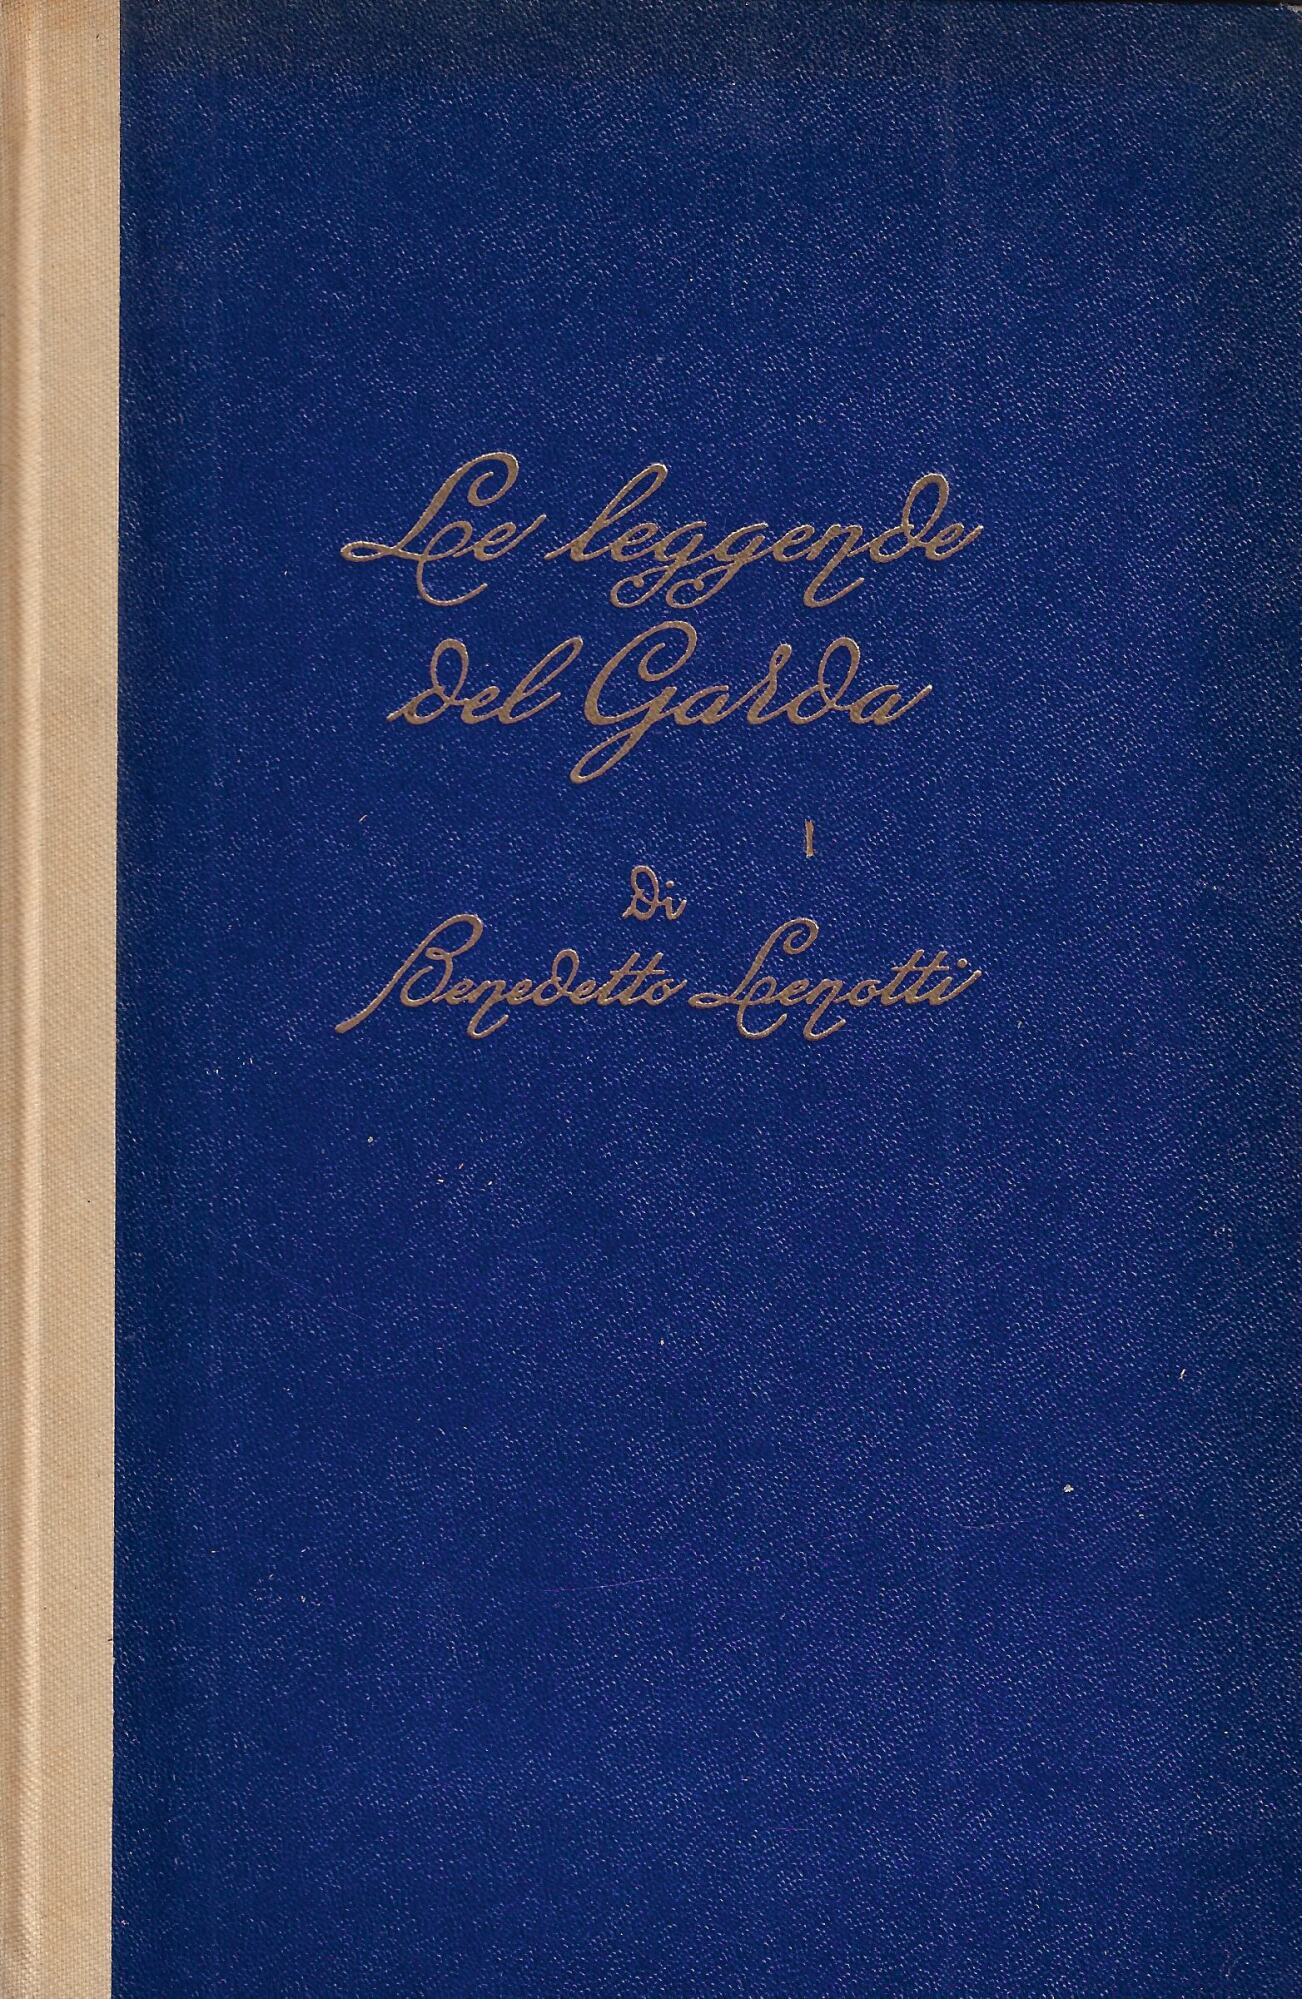 Le leggende
del Garda
Di
Benedetto Lenotti